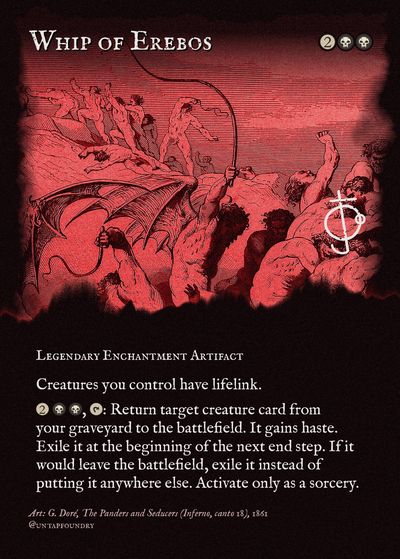 Whip of Erebos
2
Legendary Enchantment Artifact
Creatures you control have lifelink.
2 , : Return target creature card from
your graveyard to the battlefield. It gains haste.
Exile it at the beginning of the next end step. If it
would leave the battlefield, exile it instead of
putting it anywhere else. Activate only as a sorcery.
Art: G. Doré, The Panders and Seducers (Inferno, canto 18), 1861
@untapfoundry